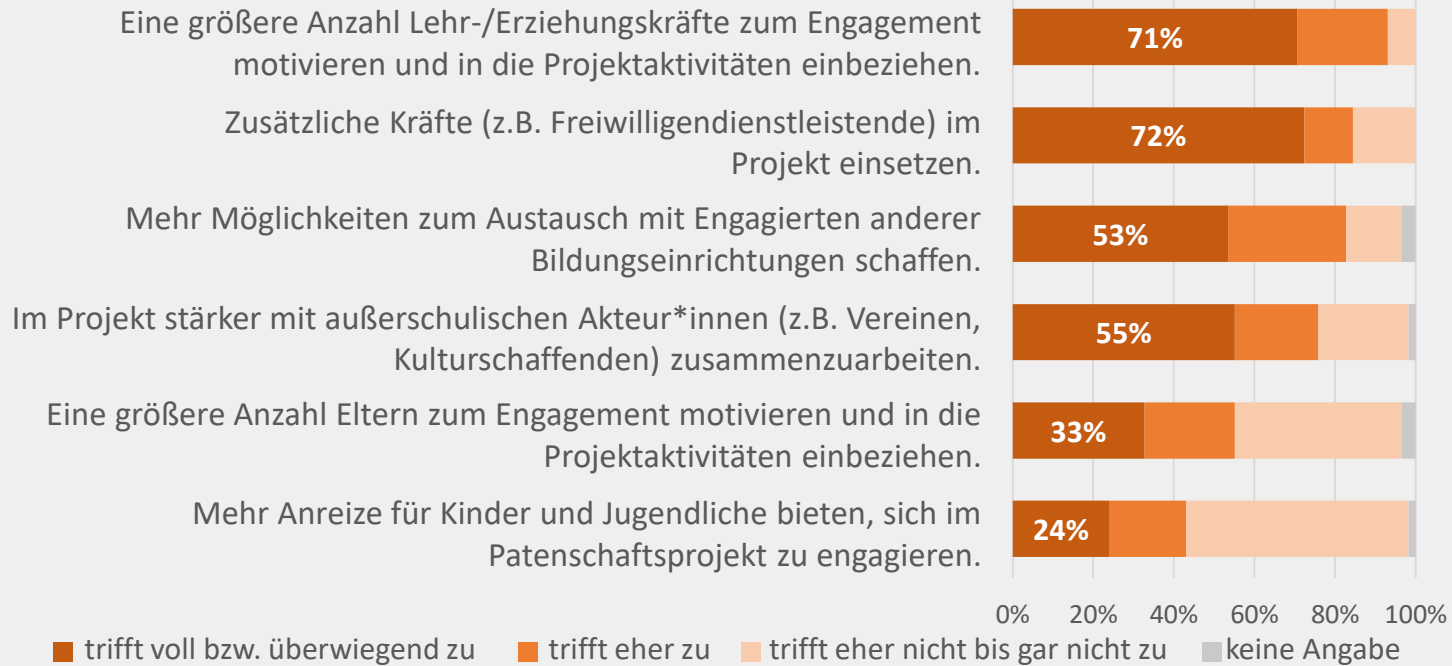 Eine größere Anzahl Lehr-/Erziehungskräfte zum Engagement
motivieren und in die Projektaktivitäten einbeziehen.
71%
Zusätzliche Kräfte (z.B. Freiwilligendienstleistende) im
Projekt einsetzen.
72%
Mehr Möglichkeiten zum Austausch mit Engagierten anderer
Bildungseinrichtungen schaffen.
53%
Im Projekt stärker mit außerschulischen Akteur*innen (z.B. Vereinen,
Kulturschaffenden) zusammenzuarbeiten.
55%
Eine größere Anzahl Eltern zum Engagement motivieren und in die
Projektaktivitäten einbeziehen.
33%
Mehr Anreize für Kinder und Jugendliche bieten, sich im
Patenschaftsprojekt zu engagieren.
24%
0% 20% 40% 60% 80% 100%
trifft voll bzw. überwiegend zu trifft eher zu trifft eher nicht bis gar nicht zu keine Angabe